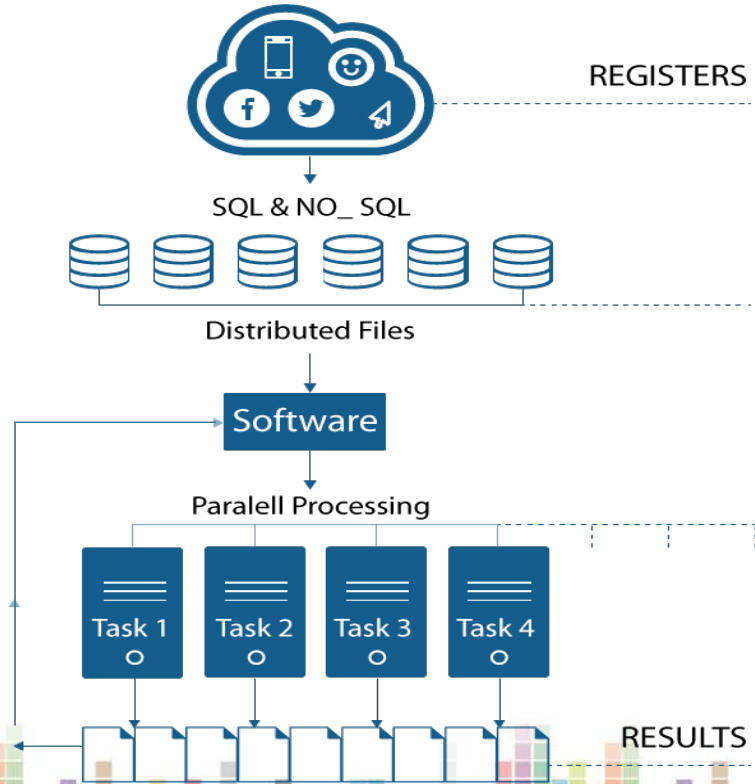 REGISTERS
SQL & NO_ SQL
Distributed Files
Software
Paralell Processing
Task 1
Task 2
Task 3
Task 4
RESULTS